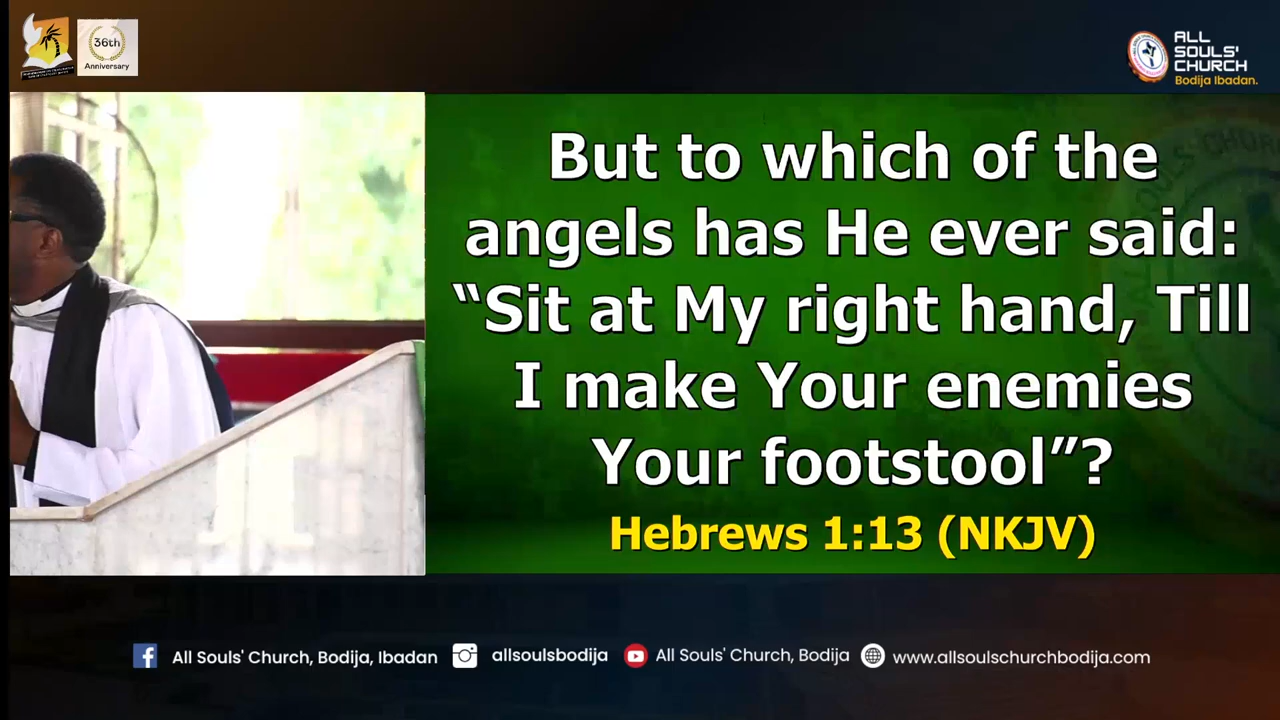 36th
Anniversary
ALL
SOULS'
CHURCH
Bodija Ibadan.
But to which of the
angels has He ever said:
“Sit at My right hand, Till
I make Your enemies
Your footstool”?
Hebrews 1:13 (NKJV)
All Souls' Church, Bodija, Ibadan
allsoulsbodija
All Souls' Church, Bodija
www.allsoulschurchbodija.com